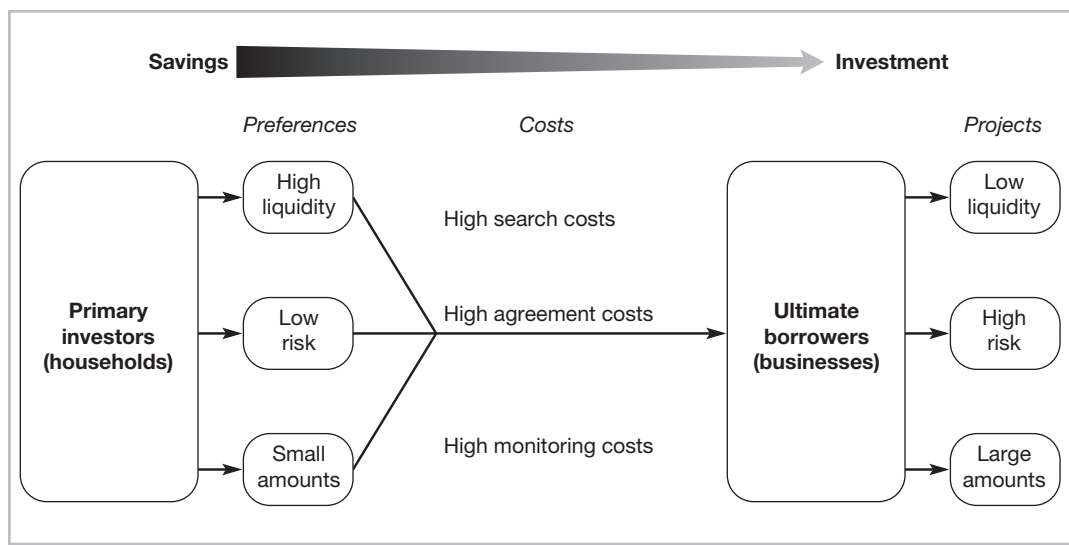 Savings
Investment
Preferences
Costs
Projects
High
liquidity
High search costs
Low
liquidity
Primary
investors
(households)
Low
risk
High agreement costs
Ultimate
borrowers
(businesses)
High
risk
Small
amounts
High monitoring costs
Large
amounts